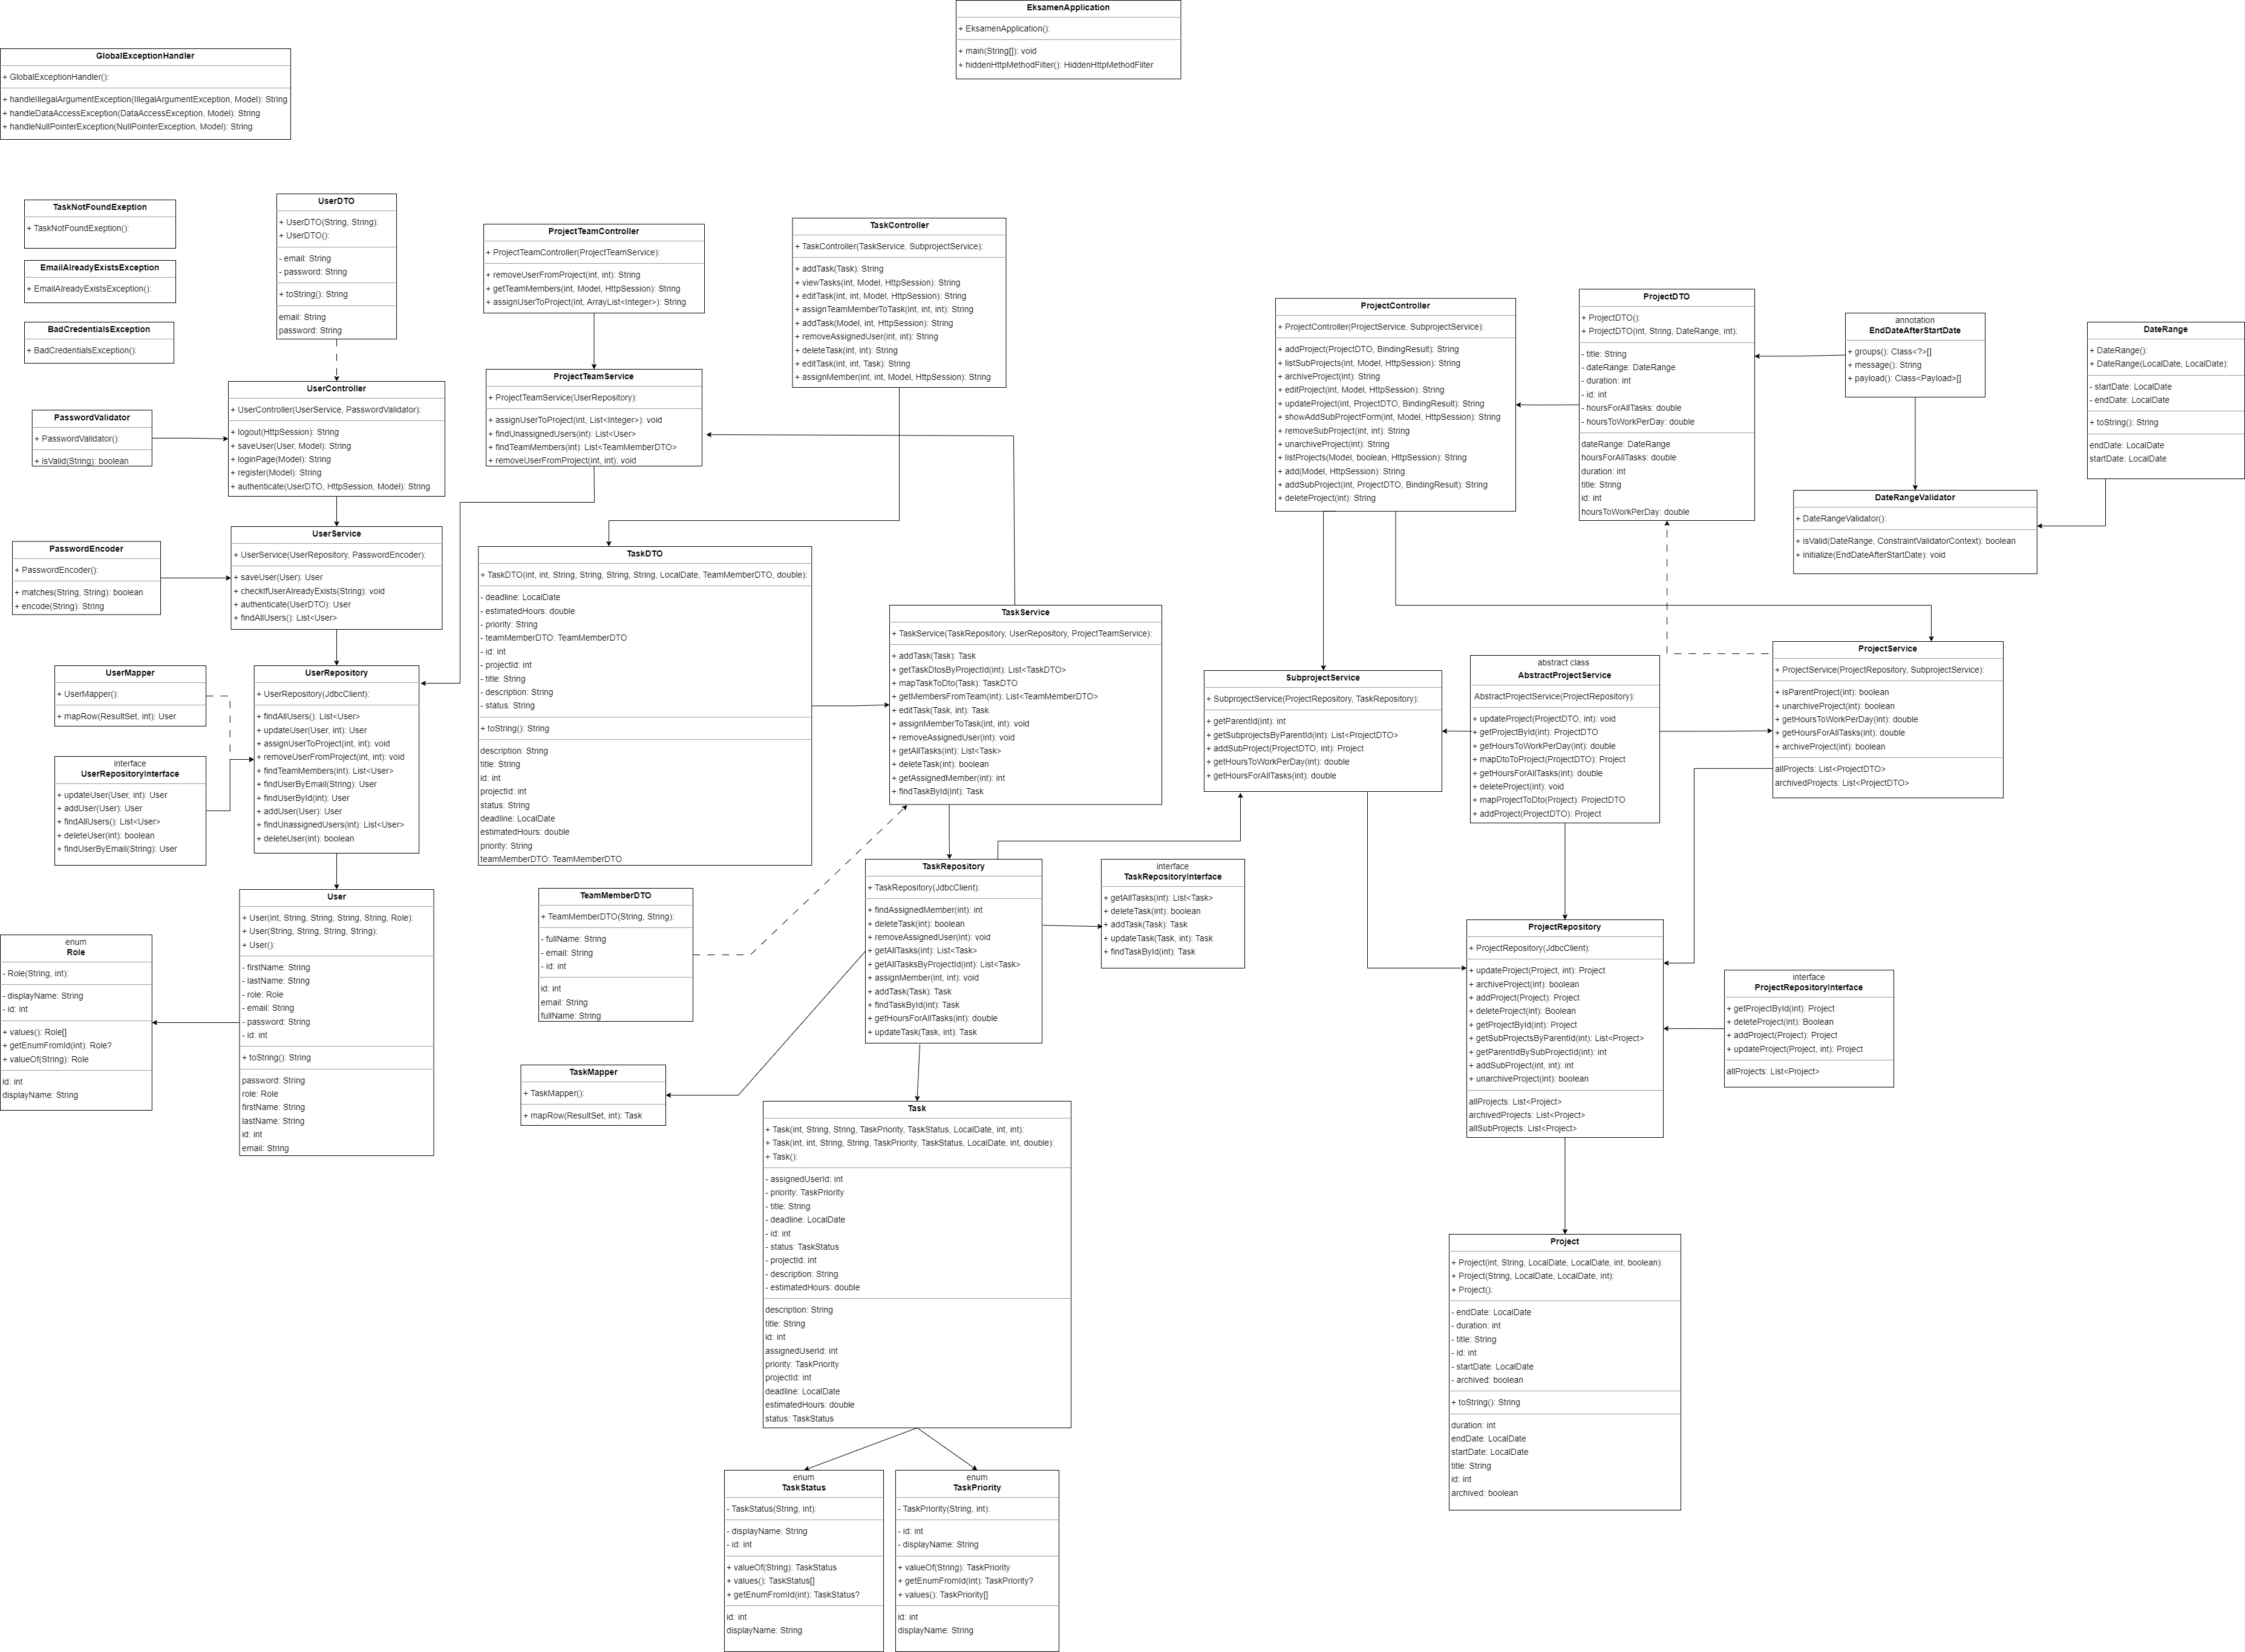 EksamenApplication
+ EksamenApplication():
+ main(String[]): void
+ hiddenHttpMethodFilter(): HiddenHttpMethodFilter
GlobalExceptionHandler
+ GlobalExceptionHandler():
+ handleIllegalArgumentException(IllegalArgumentException, Model): String
+ handleDataAccessException(DataAccessException, Model): String
+ handleNullPointerException(NullPointerException, Model): String
TaskNotFoundExeption
+ TaskNotFoundExeption():
EmailAlreadyExistsException
+ EmailAlreadyExistsException():
BadCredentialsException
+ BadCredentialsException():
UserDTO
+ UserDTO(String, String):
+ UserDTO():
- email: String
- password: String
+ toString(): String
email: String
password: String
PasswordValidator
+ PasswordValidator():
+ isValid(String): boolean
UserController
+ UserController(UserService, PasswordValidator):
+ logout(HttpSession): String
+ saveUser(User, Model): String
+ loginPage(Model): String
+ register(Model): String
+ authenticate(UserDTO, HttpSession, Model): String
PasswordEncoder
+ PasswordEncoder():
+ matches(String, String): boolean
+ encode(String): String
UserService
+ UserService(UserRepository, PasswordEncoder):
+ saveUser(User): User
+ checkIfUserAlreadyExists(String): void
+ authenticate(UserDTO): User
+ findAllUsers(): List<User>
UserMapper
+ UserMapper():
+ mapRow(ResultSet, int): User
interface
UserRepositoryInterface
+ updateUser(User, int): User
+ addUser(User): User
+ findAllUsers(): List<User>
+ deleteUser(int): boolean
+ findUserByEmail(String): User
UserRepository
+ UserRepository(JdbcClient):
+ findAllUsers(): List<User>
+ updateUser(User, int): User
+ assignUserToProject(int, int): void
+ removeUserFromProject(int, int): void
+ findTeamMembers(int): List<User>
+ findUserByEmail(String): User
+ findUserById(int): User
+ addUser(User): User
+ findUnassignedUsers(int): List<User>
+ deleteUser(int): boolean
User
+ User(int, String, String, String, String, Role):
+ User(String, String, String, String):
+ User():
- firstName: String
- lastName: String
- role: Role
- email: String
- password: String
- id: int
+ toString(): String
password: String
role: Role
firstName: String
lastName: String
id: int
email: String
enum
Role
- Role(String, int):
- displayName: String
- id: int
+ values(): Role[]
+ getEnumFromId(int): Role?
+ valueOf(String): Role
id: int
displayName: String
ProjectTeamController
+ ProjectTeamController(ProjectTeamService):
+ removeUserFromProject(int, int): String
+ getTeamMembers(int, Model, HttpSession): String
+ assignUserToProject(int, ArrayList<Integer>): String
ProjectTeamService
+ ProjectTeamService(UserRepository):
+ assignUserToProject(int, List<Integer>): void
+ findUnassignedUsers(int): List<User>
+ findTeamMembers(int): List<TeamMemberDTO>
+ removeUserFromProject(int, int): void
TaskController
+ TaskController(TaskService, SubprojectService):
+ addTask(Task): String
+ viewTasks(int, Model, HttpSession): String
+ editTask(int, int, Model, HttpSession): String
+ assignTeamMemberToTask(int, int, int): String
+ addTask(Model, int, HttpSession): String
+ removeAssignedUser(int, int): String
+ deleteTask(int, int): String
+ editTask(int, int, Task): String
+ assignMember(int, int, Model, HttpSession): String
TaskDTO
+ TaskDTO(int, int, String, String, String, String, LocalDate, TeamMemberDTO, double):
- deadline: LocalDate
- estimatedHours: double
- priority: String
- teamMemberDTO: TeamMemberDTO
- id: int
- projectId: int
- title: String
- description: String
- status: String
+ toString(): String
description: String
title: String
id: int
projectId: int
status: String
deadline: LocalDate
estimatedHours: double
priority: String
teamMemberDTO: TeamMemberDTO
TaskService
+ TaskService(TaskRepository, UserRepository, ProjectTeamService):
+ addTask(Task): Task
+ getTaskDtosByProjectId(int): List<TaskDTO>
+ mapTaskToDto(Task): TaskDTO
+ getMembersFromTeam(int): List<TeamMemberDTO>
+ editTask(Task, int): Task
+ assignMemberToTask(int, int): void
+ removeAssignedUser(int): void
+ getAllTasks(int): List<Task>
+ deleteTask(int): boolean
+ getAssignedMember(int): int
+ findTaskById(int): Task
TeamMemberDTO
+ TeamMemberDTO(String, String):
- fullName: String
- email: String
- id: int
id: int
email: String
fullName: String
TaskRepository
+ TaskRepository(JdbcClient):
+ findAssignedMember(int): int
+ deleteTask(int): boolean
+ removeAssignedUser(int): void
+ getAllTasks(int): List<Task>
+ getAllTasksByProjectId(int): List<Task>
+ assignMember(int, int): void
+ addTask(Task): Task
+ findTaskById(int): Task
+ getHoursForAllTasks(int): double
+ updateTask(Task, int): Task
interface
TaskRepositoryInterface
+ getAllTasks(int): List<Task>
+ deleteTask(int): boolean
+ addTask(Task): Task
+ updateTask(Task, int): Task
+ findTaskById(int): Task
TaskMapper
+ TaskMapper():
+ mapRow(ResultSet, int): Task
Task
+ Task(int, String, String, TaskPriority, TaskStatus, LocalDate, int, int):
+ Task(int, int, String, String, TaskPriority, TaskStatus, LocalDate, int, double):
+ Task():
- assignedUserId: int
- priority: TaskPriority
- title: String
- deadline: LocalDate
- id: int
- status: TaskStatus
- projectId: int
- description: String
- estimatedHours: double
description: String
title: String
id: int
assignedUserId: int
priority: TaskPriority
projectId: int
deadline: LocalDate
estimatedHours: double
status: TaskStatus
enum
TaskStatus
- TaskStatus(String, int):
- displayName: String
- id: int
+ valueOf(String): TaskStatus
+ values(): TaskStatus[]
+ getEnumFromId(int): TaskStatus?
id: int
displayName: String
enum
TaskPriority
- TaskPriority(String, int):
- id: int
- displayName: String
+ valueOf(String): TaskPriority
+ getEnumFromId(int): TaskPriority?
+ values(): TaskPriority[]
id: int
displayName: String
ProjectController
+ ProjectController(ProjectService, SubprojectService):
+ addProject(ProjectDTO, BindingResult): String
+ listSubProjects(int, Model, HttpSession): String
+ archiveProject(int): String
+ editProject(int, Model, HttpSession): String
+ updateProject(int, ProjectDTO, BindingResult): String
+ showAddSubProjectForm(int, Model, HttpSession): String
+ removeSubProject(int, int): String
+ unarchiveProject(int): String
+ listProjects(Model, boolean, HttpSession): String
+ add(Model, HttpSession): String
+ addSubProject(int, ProjectDTO, BindingResult): String
+ deleteProject(int): String
ProjectDTO
+ ProjectDTO():
+ ProjectDTO(int, String, DateRange, int):
- title: String
- dateRange: DateRange
- duration: int
- id: int
- hoursForAllTasks: double
- hoursToWorkPerDay: double
dateRange: DateRange
hoursForAllTasks: double
duration: int
title: String
id: int
hoursToWorkPerDay: double
annotation
EndDateAfterStartDate
+ groups(): Class<?>[]
+ message(): String
+ payload(): Class<Payload>[]
DateRange
+ DateRange():
+ DateRange(LocalDate, LocalDate):
- startDate: LocalDate
- endDate: LocalDate
+ toString(): String
endDate: LocalDate
startDate: LocalDate
DateRangeValidator
+ DateRangeValidator():
+ isValid(DateRange, ConstraintValidatorContext): boolean
+ initialize(EndDateAfterStartDate): void
SubprojectService
+ SubprojectService(ProjectRepository, TaskRepository):
+ getParentId(int): int
+ getSubprojectsByParentId(int): List<ProjectDTO>
+ addSubProject(ProjectDTO, int): Project
+ getHoursToWorkPerDay(int): double
+ getHoursForAllTasks(int): double
abstract class
AbstractProjectService
AbstractProjectService(ProjectRepository):
+ updateProject(ProjectDTO, int): void
+ getProjectById(int): ProjectDTO
+ getHoursToWorkPerDay(int): double
+ mapDtoToProject(ProjectDTO): Project
+ getHoursForAllTasks(int): double
+ deleteProject(int): void
+ mapProjectToDto(Project): ProjectDTO
+ addProject(ProjectDTO): Project
ProjectService
+ ProjectService(ProjectRepository, SubprojectService):
+ isParentProject(int): boolean
+ unarchiveProject(int): boolean
+ getHoursToWorkPerDay(int): double
+ getHoursForAllTasks(int): double
+ archiveProject(int): boolean
allProjects: List<ProjectDTO>
archivedProjects: List<ProjectDTO>
ProjectRepository
+ ProjectRepository(JdbcClient):
+ updateProject(Project, int): Project
+ archiveProject(int): boolean
+ addProject(Project): Project
+ deleteProject(int): Boolean
+ getProjectById(int): Project
+ getSubProjectsByParentId(int): List<Project>
+ getParentIdBySubProjectId(int): int
+ addSubProject(int, int): int
+ unarchiveProject(int): boolean
allProjects: List<Project>
archivedProjects: List<Project>
allSubProjects: List<Project>
interface
ProjectRepositoryInterface
+ getProjectById(int): Project
+ deleteProject(int): Boolean
+ addProject(Project): Project
+ updateProject(Project, int): Project
allProjects: List<Project>
Project
+ Project(int, String, LocalDate, LocalDate, int, boolean):
+ Project(String, LocalDate, LocalDate, int):
+ Project():
- endDate: LocalDate
- duration: int
- title: String
- id: int
- startDate: LocalDate
- archived: boolean
+ toString(): String
duration: int
endDate: LocalDate
startDate: LocalDate
title: String
id: int
archived: boolean